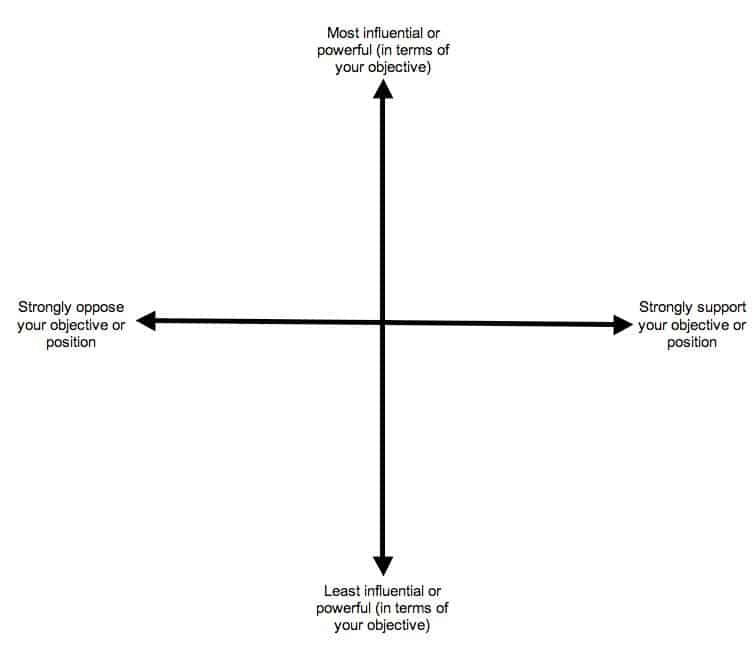 Most influential or
powerful (in terms of
your objective)
Strongly oppose
your objective or
position
Strongly support
your objective or
position
Least influential or
powerful (in terms of
your objective)